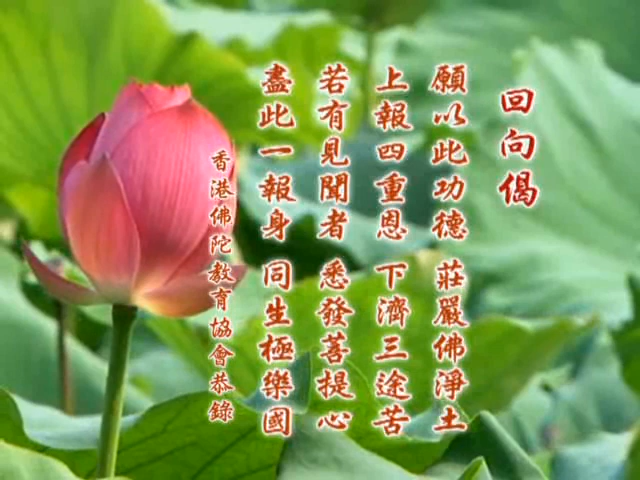 回向偈
願以此功德 莊嚴佛淨土
上報四重恩 下濟三途苦
若有見聞者 悉發菩提心
盡此一報身 同生極樂國
香港佛陀教育協會恭錄